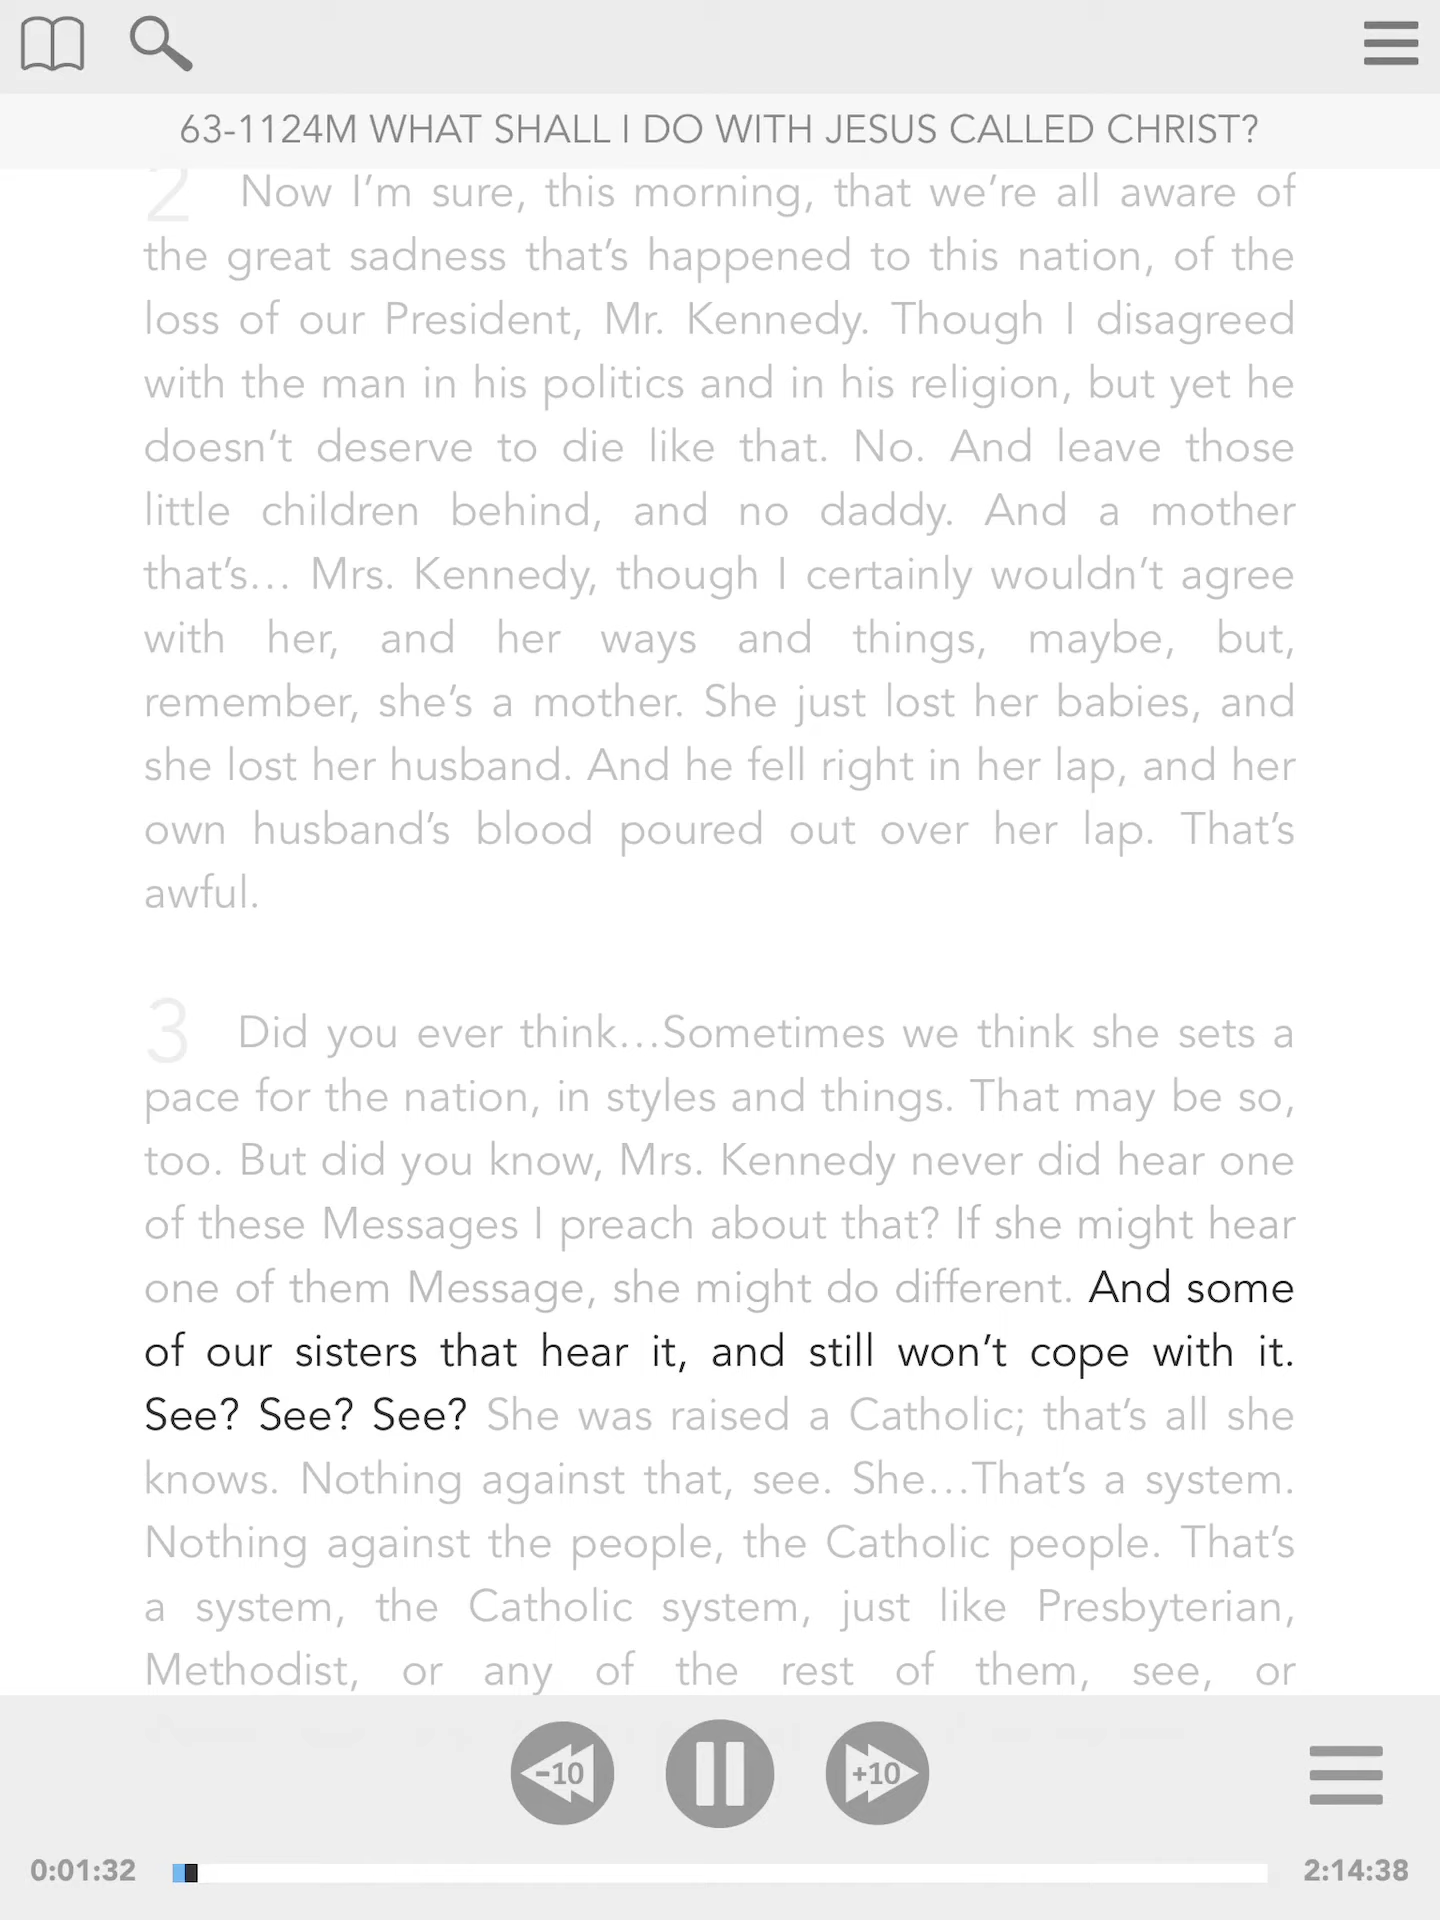 63-1124M WHAT SHALL I DO WITH JESUS CALLED CHRIST?
2 Now I’m sure, this morning, that we’re all aware of
the great sadness that’s happened to this nation, of the
loss of our President, Mr. Kennedy. Though I disagreed
with the man in his politics and in his religion, but yet he
doesn’t deserve to die like that. No. And leave those
little children behind, and no daddy. And a mother
that’s… Mrs. Kennedy, though I certainly wouldn’t agree
with her, and her ways and things, maybe, but,
remember, she’s a mother. She just lost her babies, and
she lost her husband. And he fell right in her lap, and her
own husband’s blood poured out over her lap. That’s
awful.
3 Did you ever think…Sometimes we think she sets a
pace for the nation, in styles and things. That may be so,
too. But did you know, Mrs. Kennedy never did hear one
of these Messages I preach about that? If she might hear
one of them Message, she might do different. And some
of our sisters that hear it, and still won’t cope with it.
See? See? See? She was raised a Catholic; that’s all she
knows. Nothing against that, see. She…That’s a system.
Nothing against the people, the Catholic people. That’s
a system, the Catholic system, just like Presbyterian,
Methodist, or any of the rest of them, see, or
-10 +10
0:01:32 2:14:38